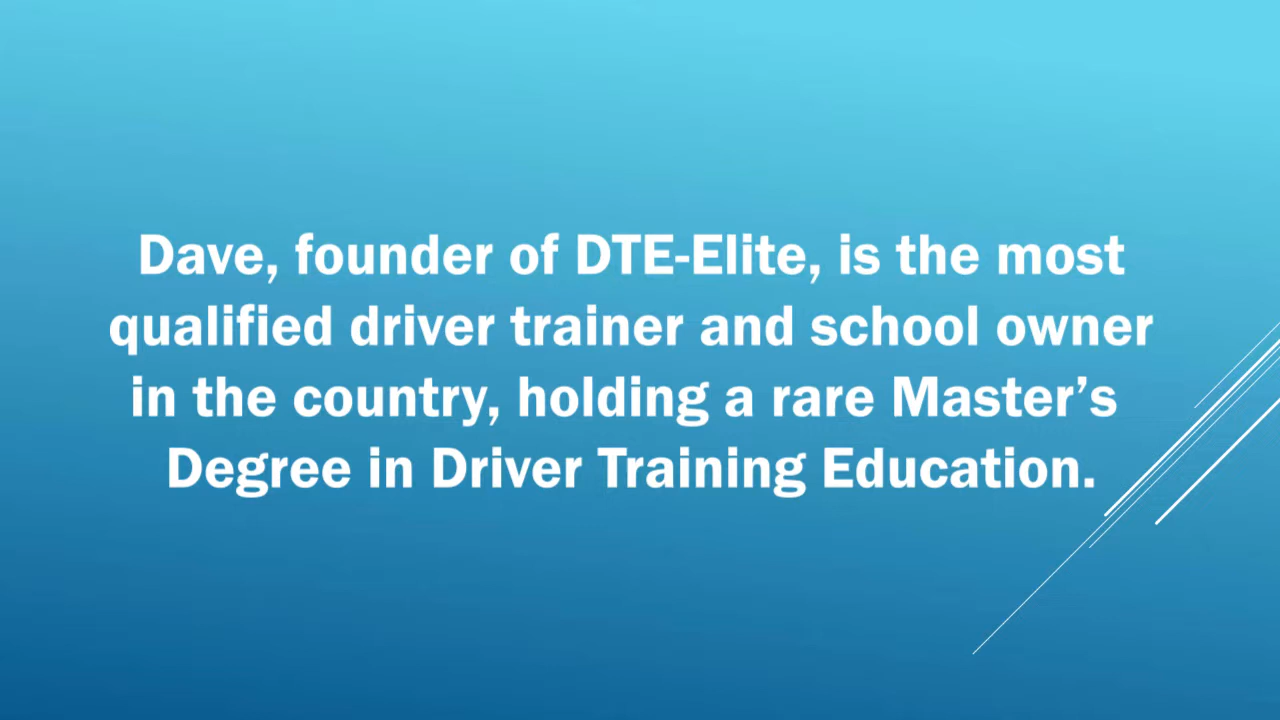 Dave, founder of DTE-Elite, is the most
qualified driver trainer and school owner
in the country, holding a rare Master’s
Degree in Driver Training Education.